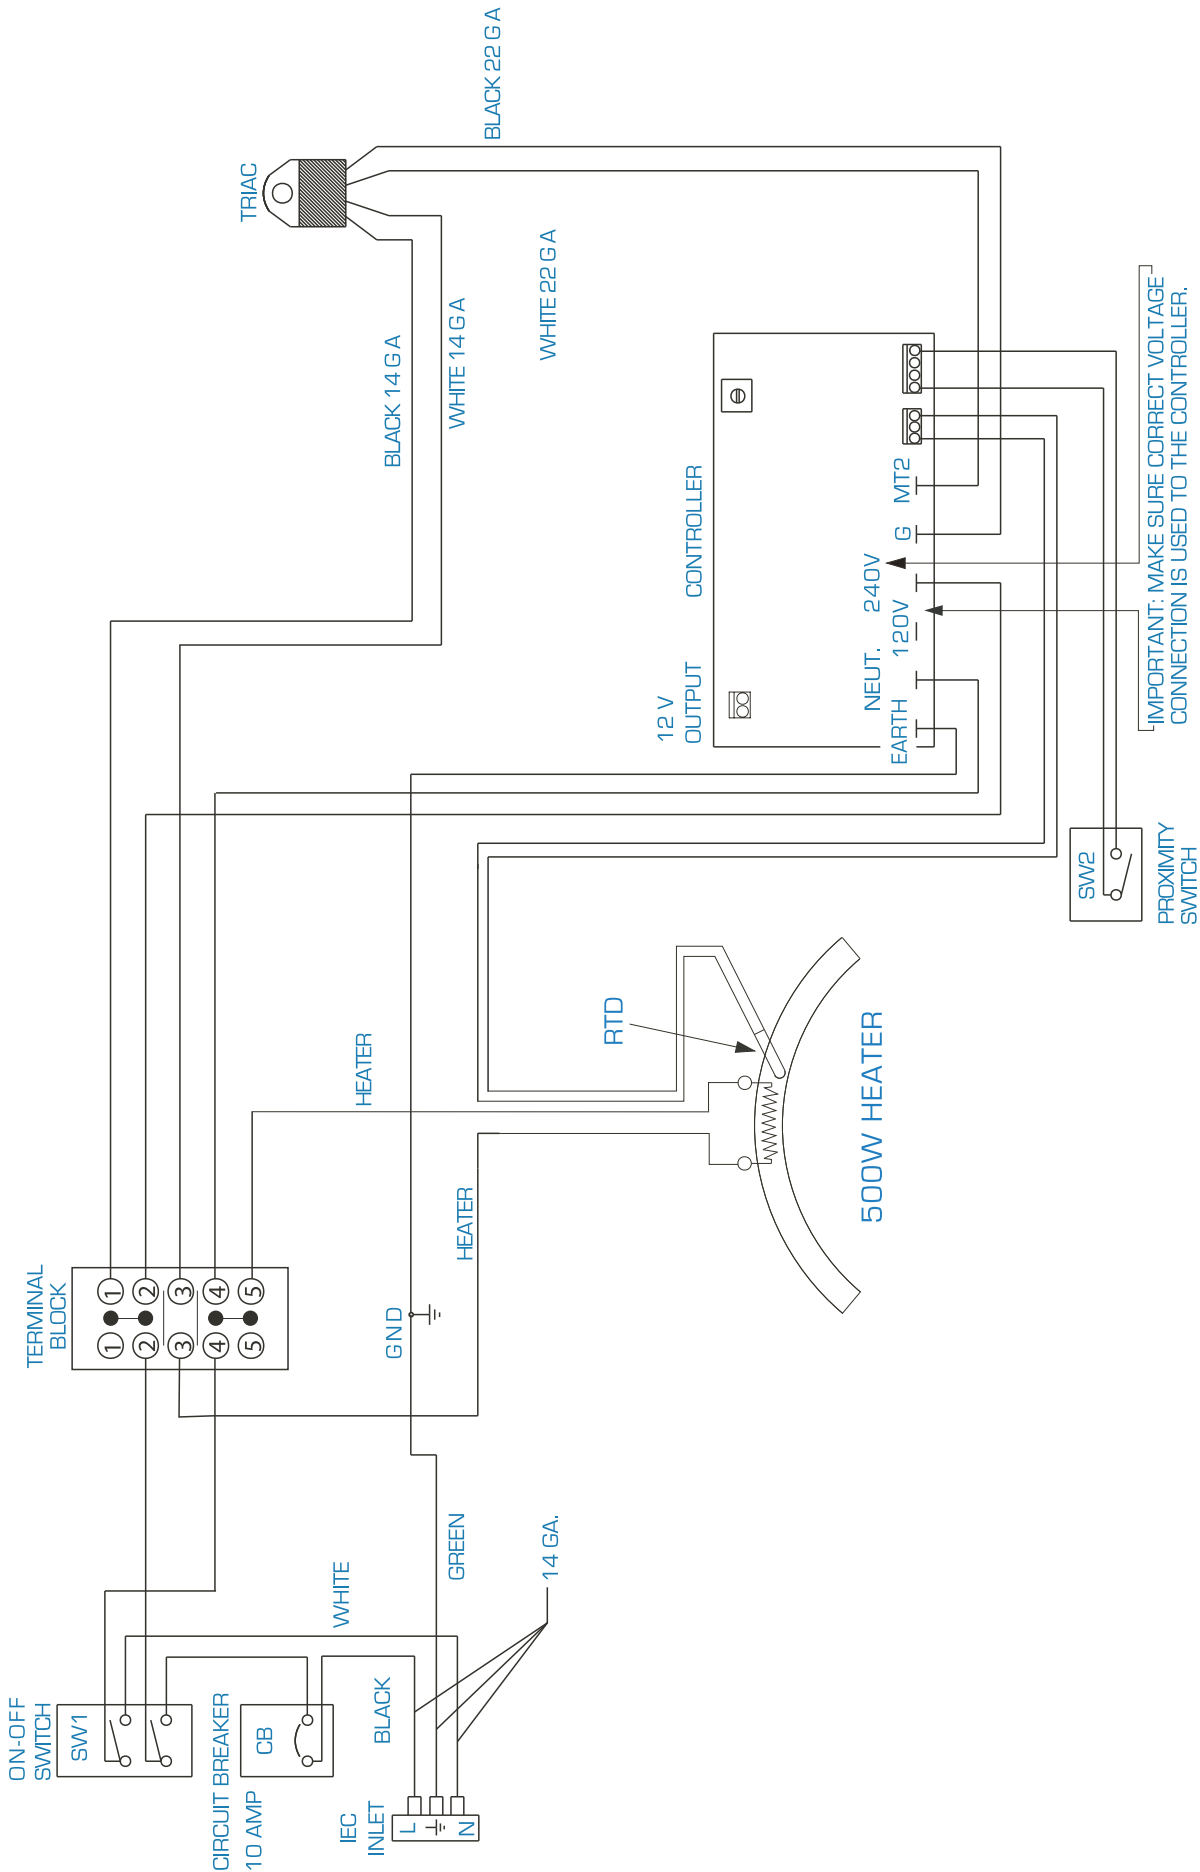 ON-OFF
SWITCH
SW1
CIRCUIT BREAKER
10 AMP
CB
IEC
INLET
L
N
BLACK
WHITE
GREEN
14 GA.
TERMINAL
BLOCK
1
2
3
4
5
1
2
3
4
5
GND
HEATER
HEATER
RTD
500W HEATER
TRIAC
BLACK 14 GA
WHITE 14 GA
BLACK 22 GA
WHITE 22 GA
CONTROLLER
12 V
OUTPUT
EARTH
NEUT.
120V
240V
G
MT2
SW2
PROXIMITY
SWITCH
IMPORTANT: MAKE SURE CORRECT VOLTAGE
CONNECTION IS USED TO THE CONTROLLER.